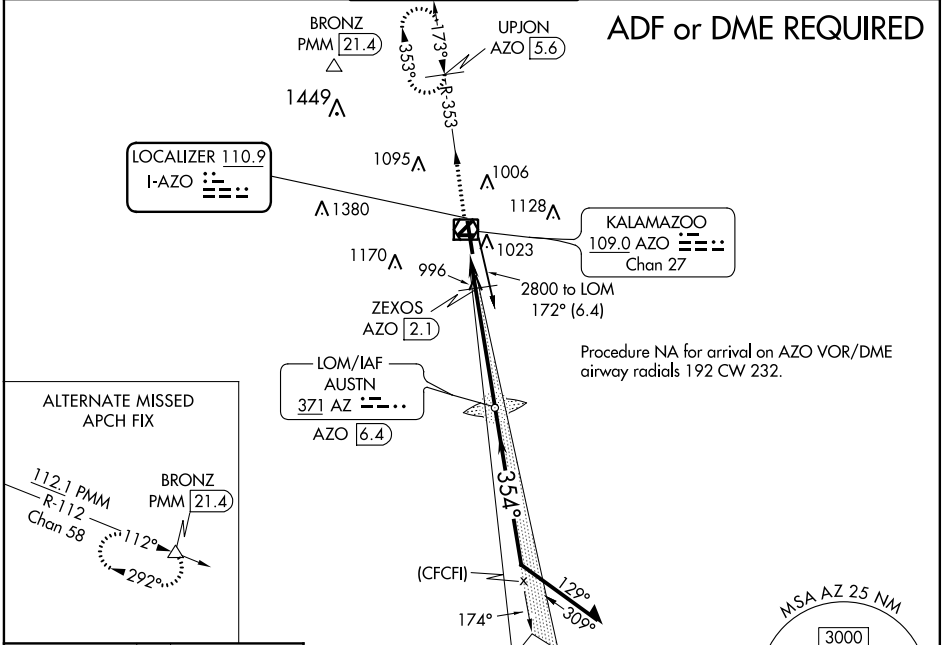 ADF or DME REQUIRED
BRONZ
PMM 21.4
UPJON
AZO 5.6
173°
353°
R-353
1449
LOCALIZER 110.9
I-AZO
1095
1006
1380
1128
KALAMAZOO
109.0 AZO
Chan 27
1170
1023
996
2800 to LOM
172° (6.4)
ZEXOS
AZO 2.1
Procedure NA for arrival on AZO VOR/DME
airway radials 192 CW 232.
LOM/IAF
AUSTN
371 AZ
AZO 6.4
ALTERNATE MISSED
APCH FIX
112.1 PMM
R-112
Chan 58
BRONZ
PMM 21.4
112°
292°
354°
(CFCFI)
x
129°
309°
174°
MSA AZ 25 NM
3000